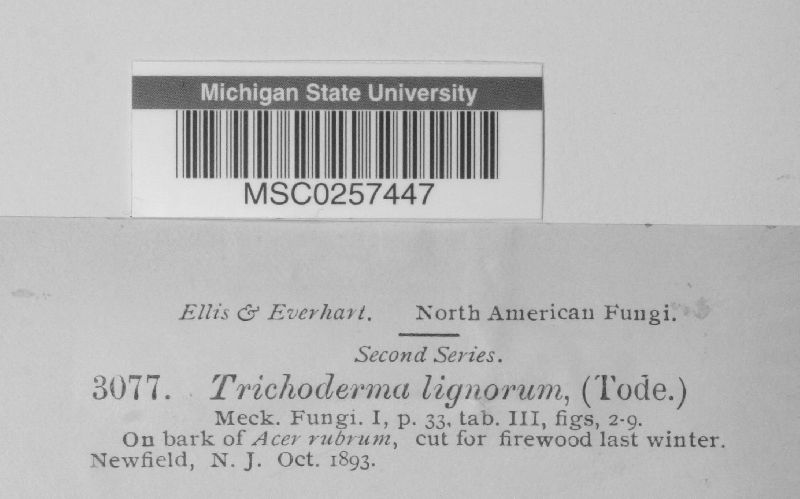 Michigan State University
MSC0257447
Ellis & Everhart. North American Fungi.
Second Series.
3077. Trichoderma lignorum, (Tode.)
Meck. Fungi. I, p. 33, tab. III, figs, 2-9.
On bark of Acer rubrum, cut for firewood last winter.
Newfield, N. J. Oct. 1893.